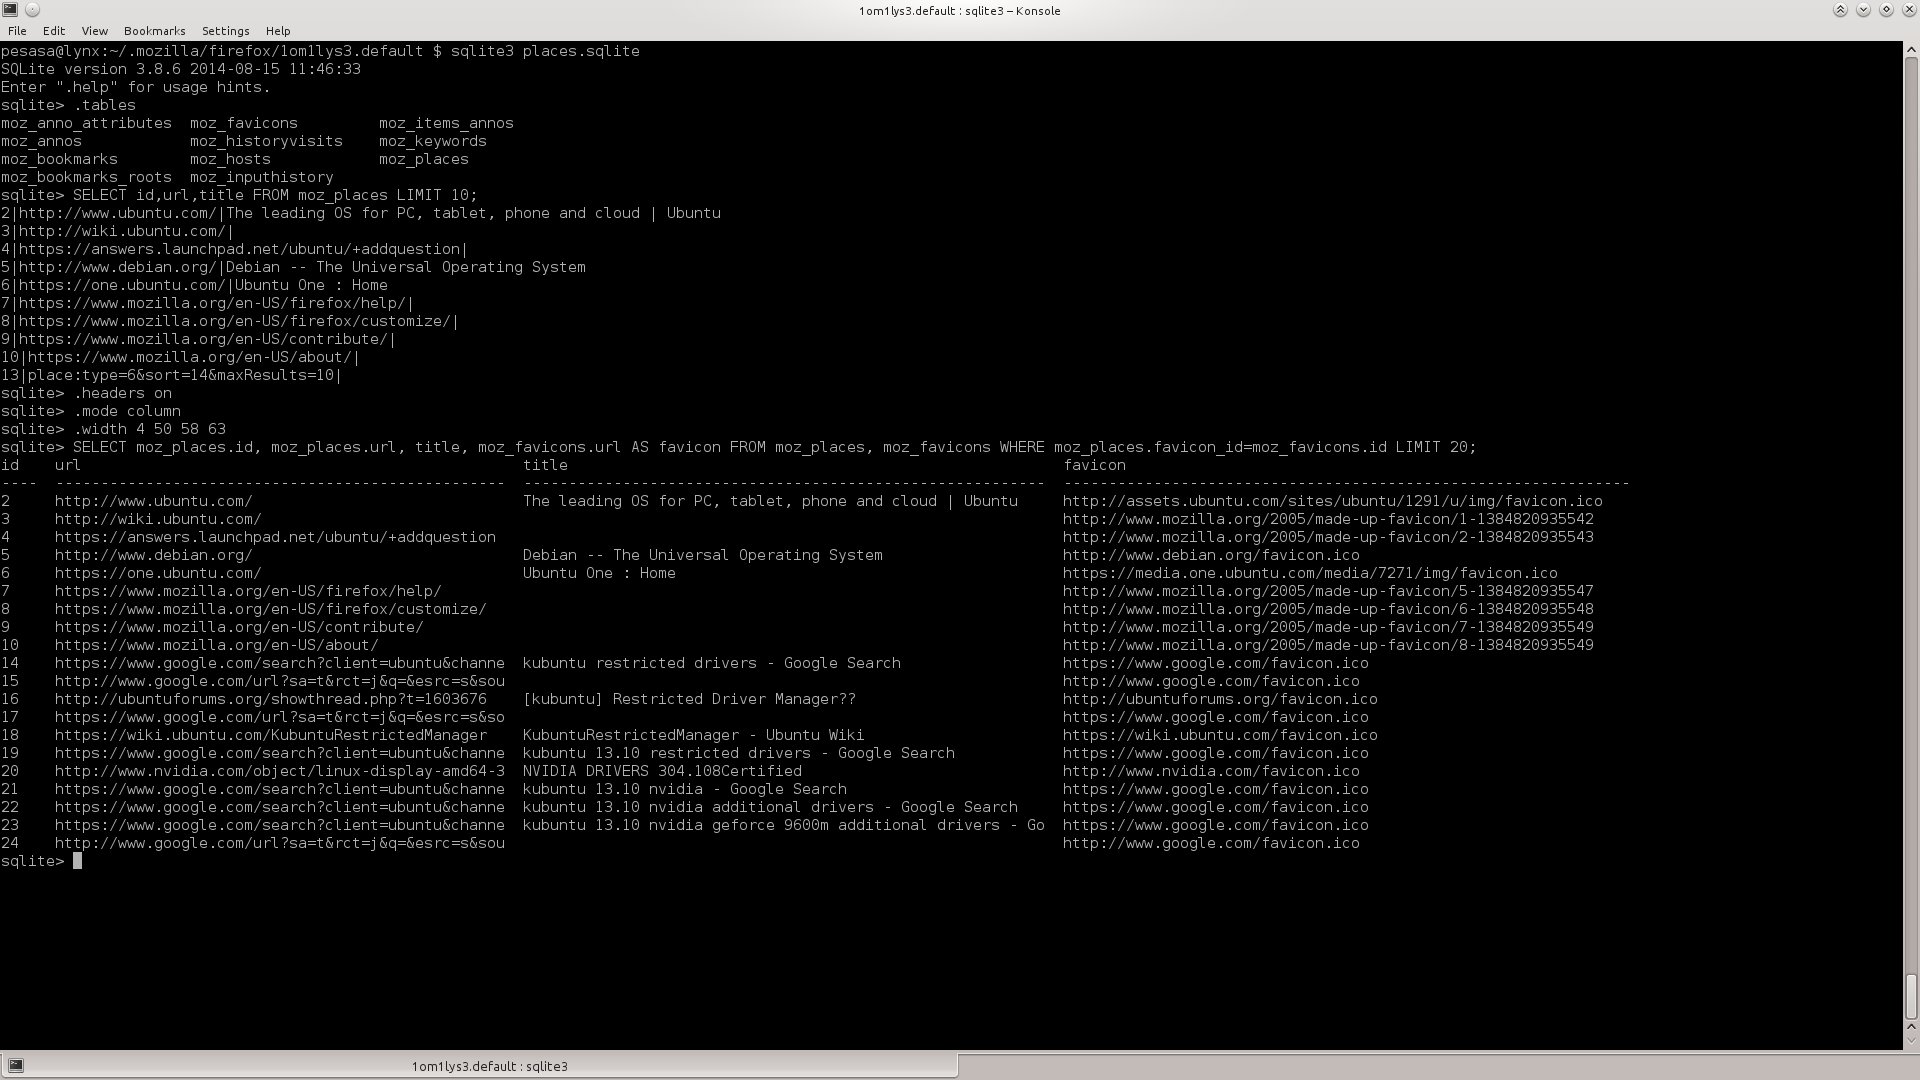 1om1lys3.default : sqlite3 – Konsole
File Edit View Bookmarks Settings Help
pesasa@lynx:~/.mozilla/firefox/1om1lys3.default $ sqlite3 places.sqlite
SQLite version 3.8.6 2014-08-15 11:46:33
Enter ".help" for usage hints.
sqlite> .tables
moz_anno_attributes  moz_favicons         moz_items_annos
moz_annos            moz_historyvisits    moz_keywords
moz_bookmarks        moz_hosts            moz_places
moz_bookmarks_roots  moz_inputhistory
sqlite> SELECT id,url,title FROM moz_places LIMIT 10;
2|http://www.ubuntu.com/|The leading OS for PC, tablet, phone and cloud | Ubuntu
3|http://wiki.ubuntu.com/|
4|https://answers.launchpad.net/ubuntu/+addquestion|
5|http://www.debian.org/|Debian -- The Universal Operating System
6|https://one.ubuntu.com/|Ubuntu One : Home
7|https://www.mozilla.org/en-US/firefox/help/|
8|https://www.mozilla.org/en-US/firefox/customize/|
9|https://www.mozilla.org/en-US/contribute/|
10|https://www.mozilla.org/en-US/about/|
13|place:type=6&sort=14&maxResults=10|
sqlite> .headers on
sqlite> .mode column
sqlite> .width 4 50 58 63
sqlite> SELECT moz_places.id, moz_places.url, title, moz_favicons.url AS favicon FROM moz_places, moz_favicons WHERE moz_places.favicon_id=moz_favicons.id LIMIT 20;
id    url                                                 title                                                       favicon
----  --------------------------------------------------  ----------------------------------------------------------  ---------------------------------------------------------------
2     http://www.ubuntu.com/                              The leading OS for PC, tablet, phone and cloud | Ubuntu     http://assets.ubuntu.com/sites/ubuntu/1291/u/img/favicon.ico
3     http://wiki.ubuntu.com/                                                                                         http://www.mozilla.org/2005/made-up-favicon/1-1384820935542
4     https://answers.launchpad.net/ubuntu/+addquestion                                                               http://www.mozilla.org/2005/made-up-favicon/2-1384820935543
5     http://www.debian.org/                              Debian -- The Universal Operating System                    http://www.debian.org/favicon.ico
6     https://one.ubuntu.com/                             Ubuntu One : Home                                           https://media.one.ubuntu.com/media/7271/img/favicon.ico
7     https://www.mozilla.org/en-US/firefox/help/                                                                     http://www.mozilla.org/2005/made-up-favicon/5-1384820935547
8     https://www.mozilla.org/en-US/firefox/customize/                                                                http://www.mozilla.org/2005/made-up-favicon/6-1384820935548
9     https://www.mozilla.org/en-US/contribute/                                                                       http://www.mozilla.org/2005/made-up-favicon/7-1384820935549
10    https://www.mozilla.org/en-US/about/                                                                            http://www.mozilla.org/2005/made-up-favicon/8-1384820935549
14    https://www.google.com/search?client=ubuntu&channe  kubuntu restricted drivers - Google Search                  https://www.google.com/favicon.ico
15    http://www.google.com/url?sa=t&rct=j&q=&esrc=s&sou                                                              http://www.google.com/favicon.ico
16    http://ubuntuforums.org/showthread.php?t=1603676    [kubuntu] Restricted Driver Manager??                       http://ubuntuforums.org/favicon.ico
17    https://www.google.com/url?sa=t&rct=j&q=&esrc=s&so                                                              https://www.google.com/favicon.ico
18    https://wiki.ubuntu.com/KubuntuRestrictedManager    KubuntuRestrictedManager - Ubuntu Wiki                      https://wiki.ubuntu.com/favicon.ico
19    https://www.google.com/search?client=ubuntu&channe  kubuntu 13.10 restricted drivers - Google Search            https://www.google.com/favicon.ico
20    http://www.nvidia.com/object/linux-display-amd64-3  NVIDIA DRIVERS 304.108Certified                             http://www.nvidia.com/favicon.ico
21    https://www.google.com/search?client=ubuntu&channe  kubuntu 13.10 nvidia - Google Search                        https://www.google.com/favicon.ico
22    https://www.google.com/search?client=ubuntu&channe  kubuntu 13.10 nvidia additional drivers - Google Search     https://www.google.com/favicon.ico
23    https://www.google.com/search?client=ubuntu&channe  kubuntu 13.10 nvidia geforce 9600m additional drivers - Go  https://www.google.com/favicon.ico
24    http://www.google.com/url?sa=t&rct=j&q=&esrc=s&sou                                                              http://www.google.com/favicon.ico
sqlite>
1om1lys3.default : sqlite3